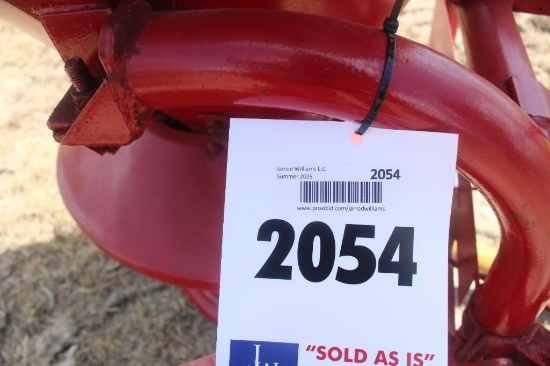 Jarrod Williams LLC
Summer 2025
2054
www.proxibid.com/jarrodwilliams
2054
"SOLD AS IS"